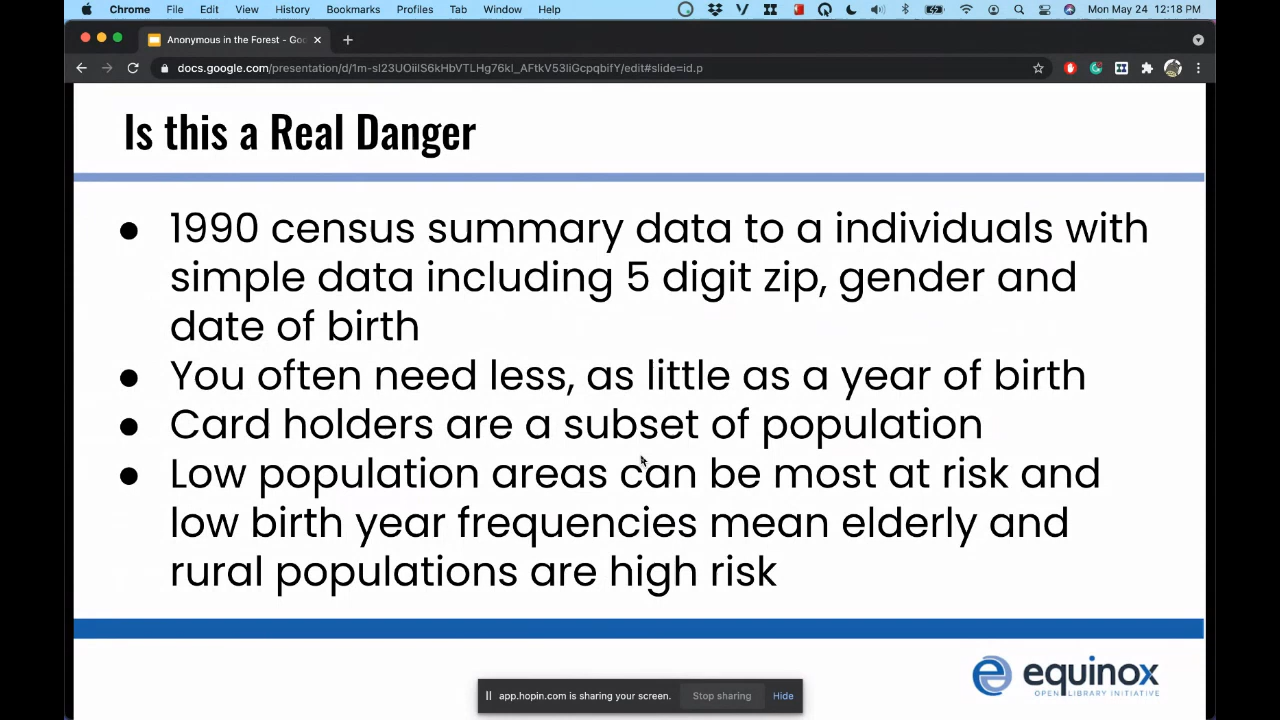 Chrome File Edit View History Bookmarks Profiles Tab Window Help Mon May 24 12:18 PM
Anonymous in the Forest - Goo
docs.google.com/presentation/d/1m-sl23UOiilS6kHbVTLHg76kl_AFtkV53liGcpqbifY/edit#slide=id.p
Is this a Real Danger
● 1990 census summary data to a individuals with
simple data including 5 digit zip, gender and
date of birth
● You often need less, as little as a year of birth
● Card holders are a subset of population
● Low population areas can be most at risk and
low birth year frequencies mean elderly and
rural populations are high risk
equinox
OPEN LIBRARY INITIATIVE
app.hopin.com is sharing your screen. Stop sharing Hide